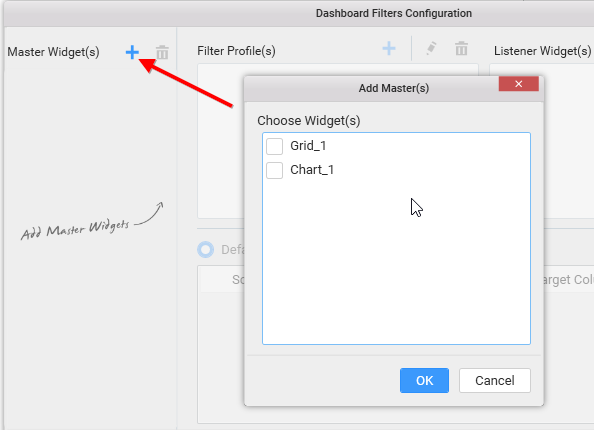 Dashboard Filters Configuration
Master Widget(s)
Filter Profile(s)
Listener Widget(s)
Add Master(s)
Choose Widget(s)
Grid_1
Chart_1
Add Master Widgets
Defa
So
arget Colu
OK
Cancel